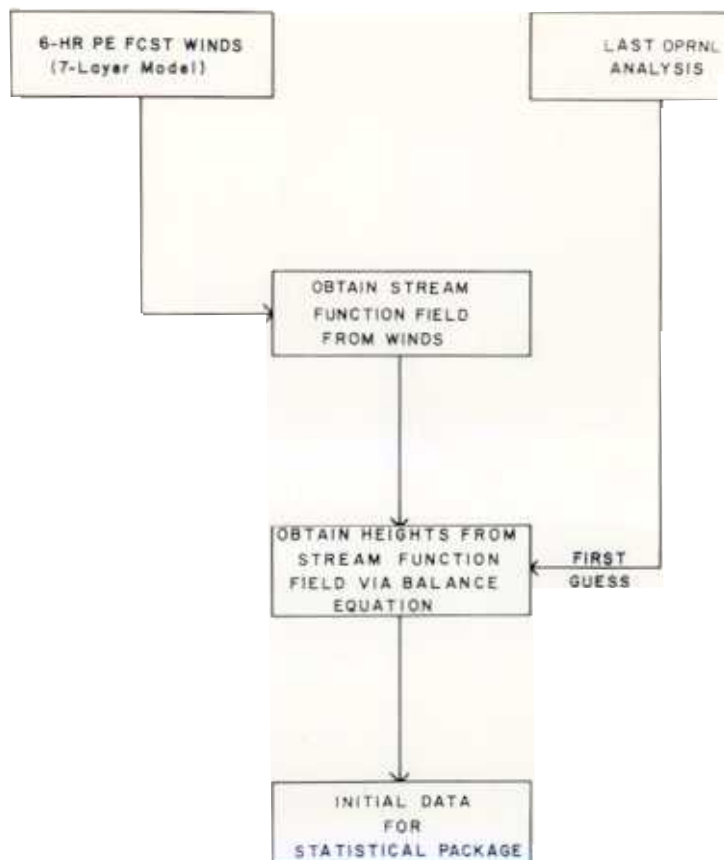 6-HR PE FCST WINDS
(7-Layer Model)
LAST OPRNL
ANALYSIS
OBTAIN STREAM
FUNCTION FIELD
FROM WINDS
OBTAIN HEIGHTS FROM
STREAM FUNCTION
FIELD VIA BALANCE
EQUATION
FIRST
GUESS
INITIAL DATA
FOR
STATISTICAL PACKAGE